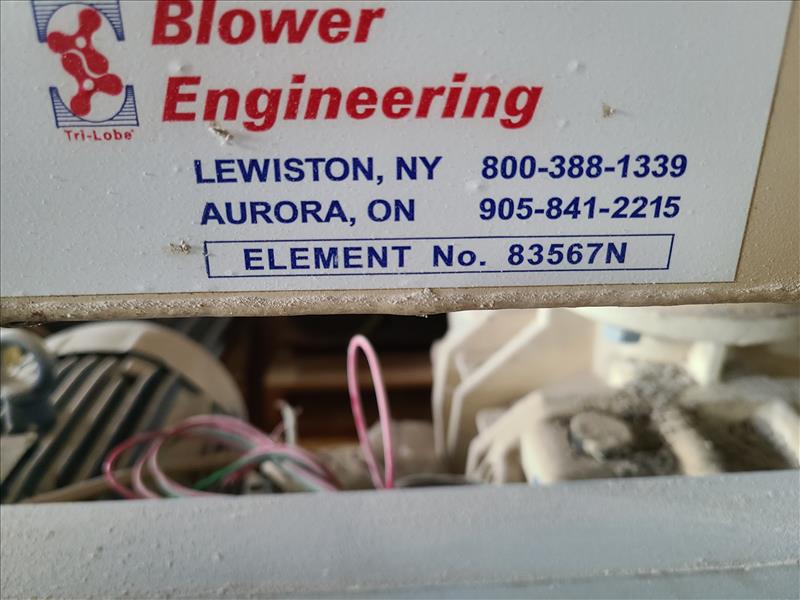 Blower
Engineering
Tri-Lobe®
LEWISTON, NY 800-388-1339
AURORA, ON 905-841-2215
ELEMENT No. 83567N